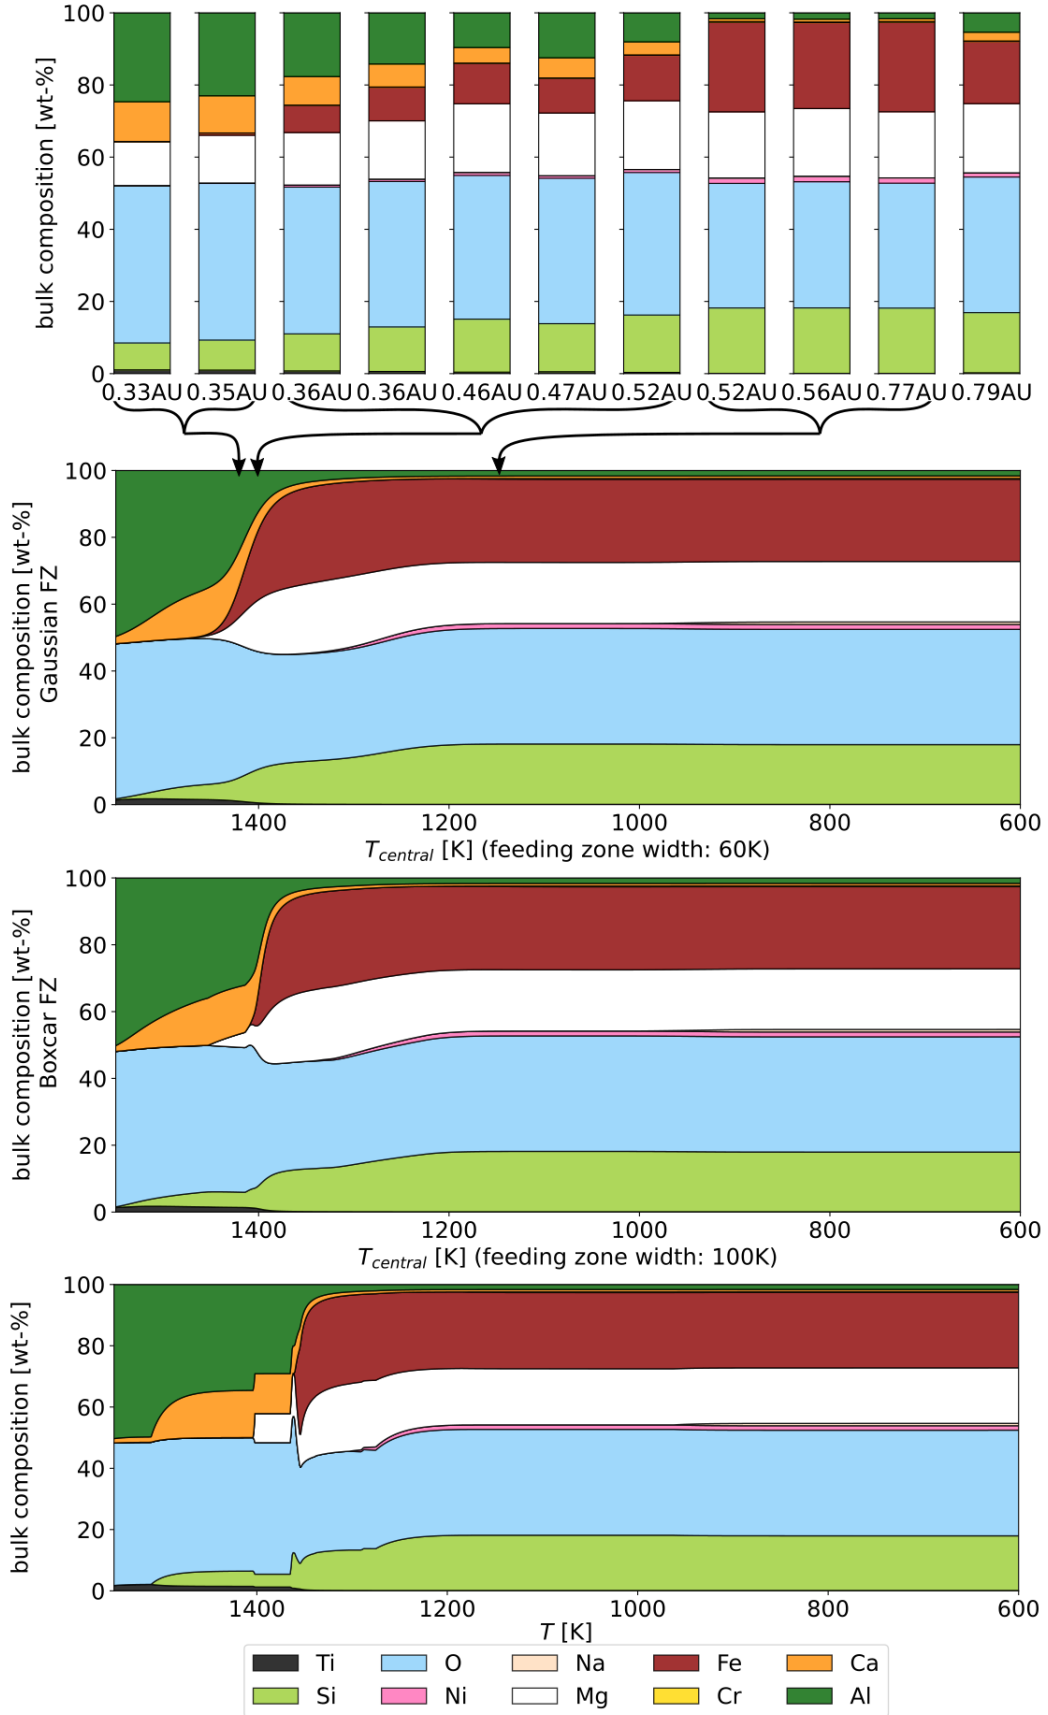 bulk composition [wt-%]
100
80
60
40
20
0
0.33AU 0.35AU 0.36AU 0.36AU 0.46AU 0.47AU 0.52AU 0.52AU 0.56AU 0.77AU 0.79AU
bulk composition [wt-%]
Gaussian FZ
100
80
60
40
20
0
1400 1200 1000 800 600
T_central [K] (feeding zone width: 60K)
bulk composition [wt-%]
Boxcar FZ
100
80
60
40
20
0
1400 1200 1000 800 600
T_central [K] (feeding zone width: 100K)
bulk composition [wt-%]
100
80
60
40
20
0
1400 1200 1000 800 600
T [K]
Ti O Na Fe Ca
Si Ni Mg Cr Al